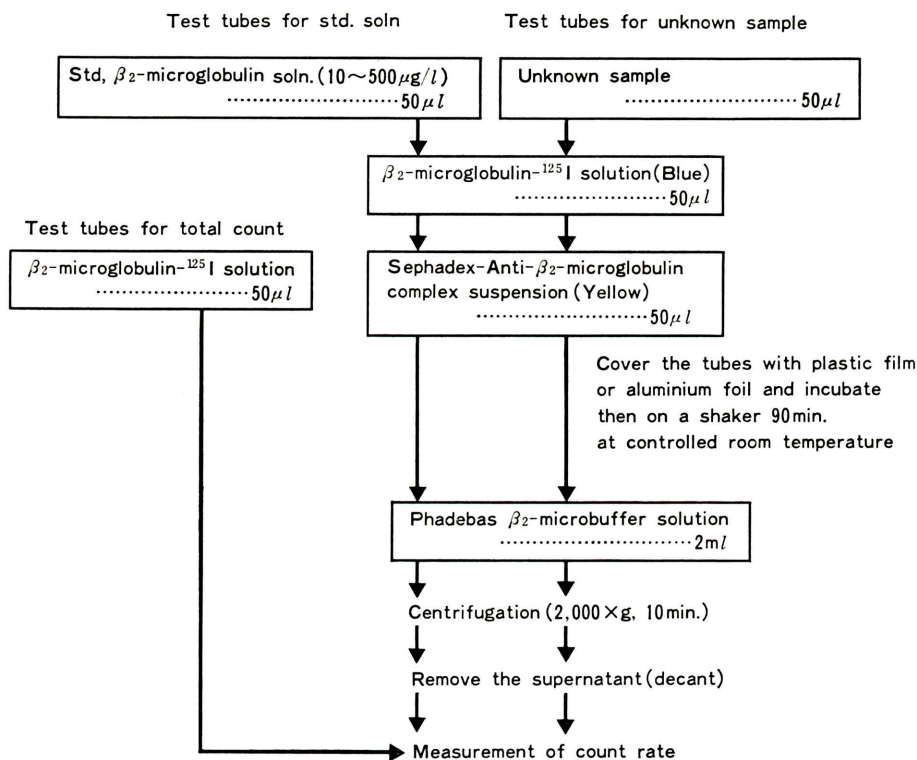 Test tubes for std. soln
Test tubes for unknown sample
Std, β₂-microglobulin soln. (10~500μg/l)
......................50μl
Unknown sample
......................50μl
β₂-microglobulin-¹²⁵I solution (Blue)
......................50μl
Test tubes for total count
β₂-microglobulin-¹²⁵I solution
......................50μl
Sephadex-Anti-β₂-microglobulin
complex suspension (Yellow)
......................50μl
Cover the tubes with plastic film
or aluminium foil and incubate
then on a shaker 90min.
at controlled room temperature
Phadebas β₂-microbuffer solution
......................2ml
Centrifugation (2,000×g, 10min.)
Remove the supernatant (decant)
Measurement of count rate